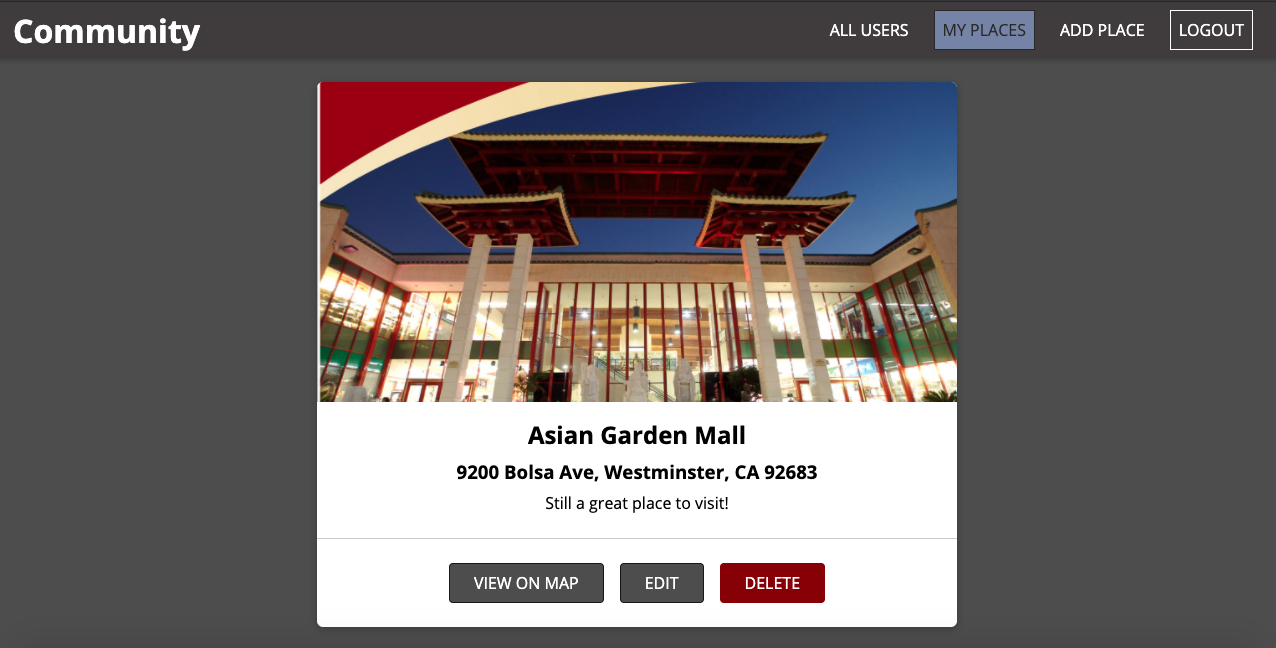 Community
ALL USERS
MY PLACES
ADD PLACE
LOGOUT
Asian Garden Mall
9200 Bolsa Ave, Westminster, CA 92683
Still a great place to visit!
VIEW ON MAP
EDIT
DELETE